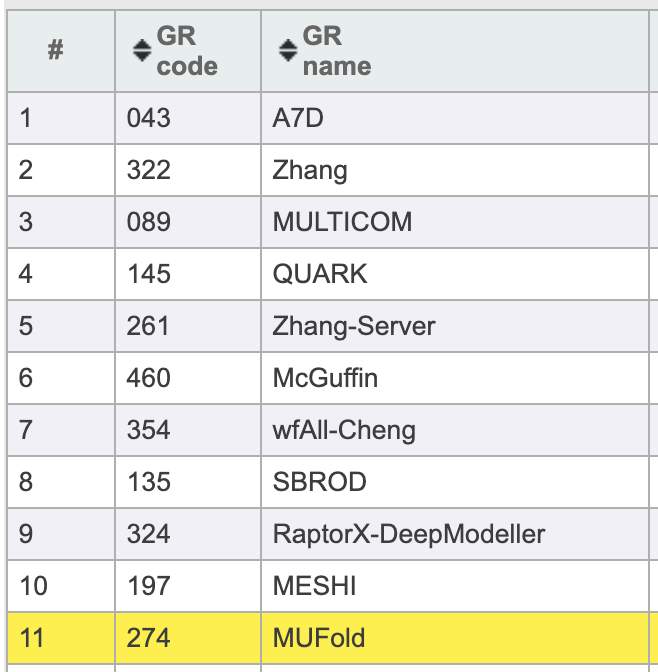 # GR code GR name
1 043 A7D
2 322 Zhang
3 089 MULTICOM
4 145 QUARK
5 261 Zhang-Server
6 460 McGuffin
7 354 wfAll-Cheng
8 135 SBROD
9 324 RaptorX-DeepModeller
10 197 MESHI
11 274 MUFold